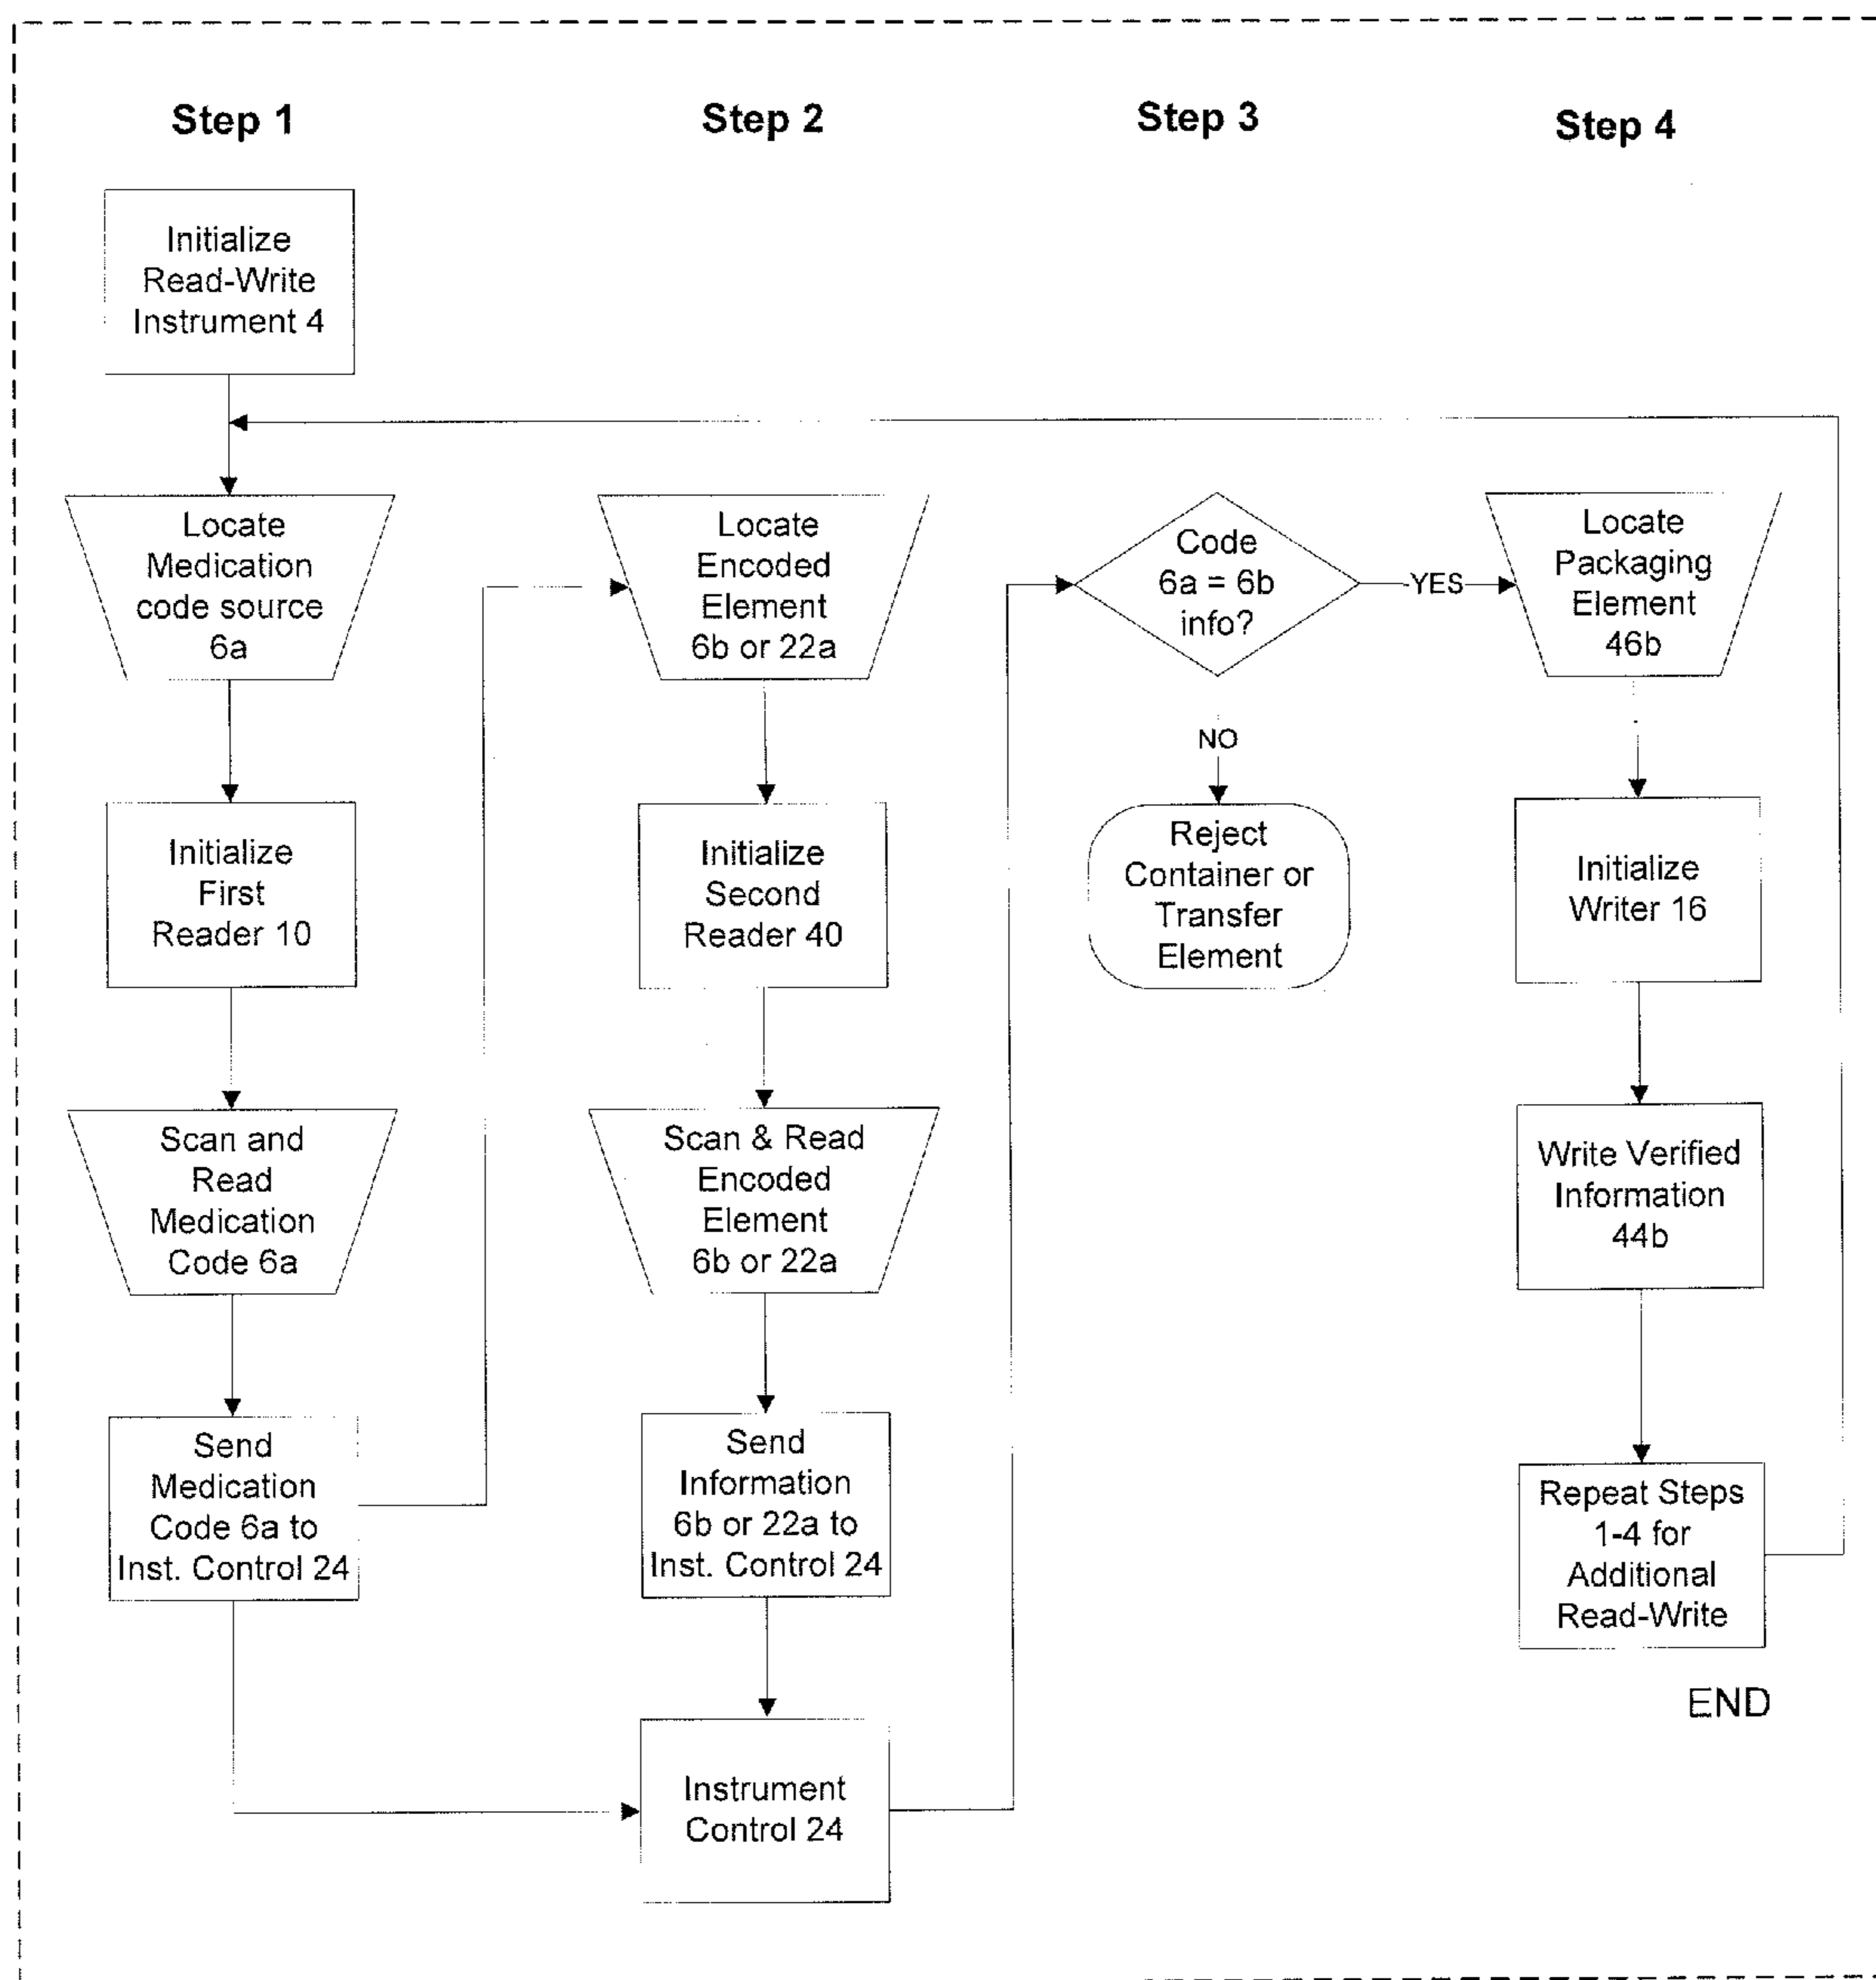 Step 1
Initialize
Read-Write
Instrument 4
Locate
Medication
code source
6a
Initialize
First
Reader 10
Scan and
Read
Medication
Code 6a
Send
Medication
Code 6a to
Inst. Control 24
Step 2
Locate
Encoded
Element
6b or 22a
Initialize
Second
Reader 40
Scan & Read
Encoded
Element
6b or 22a
Send
Information
6b or 22a to
Inst. Control 24
Instrument
Control 24
Step 3
Code
6a = 6b
info?
YES
NO
Reject
Container or
Transfer
Element
Step 4
Locate
Packaging
Element
46b
Initialize
Writer 16
Write Verified
Information
44b
Repeat Steps
1-4 for
Additional
Read-Write
END